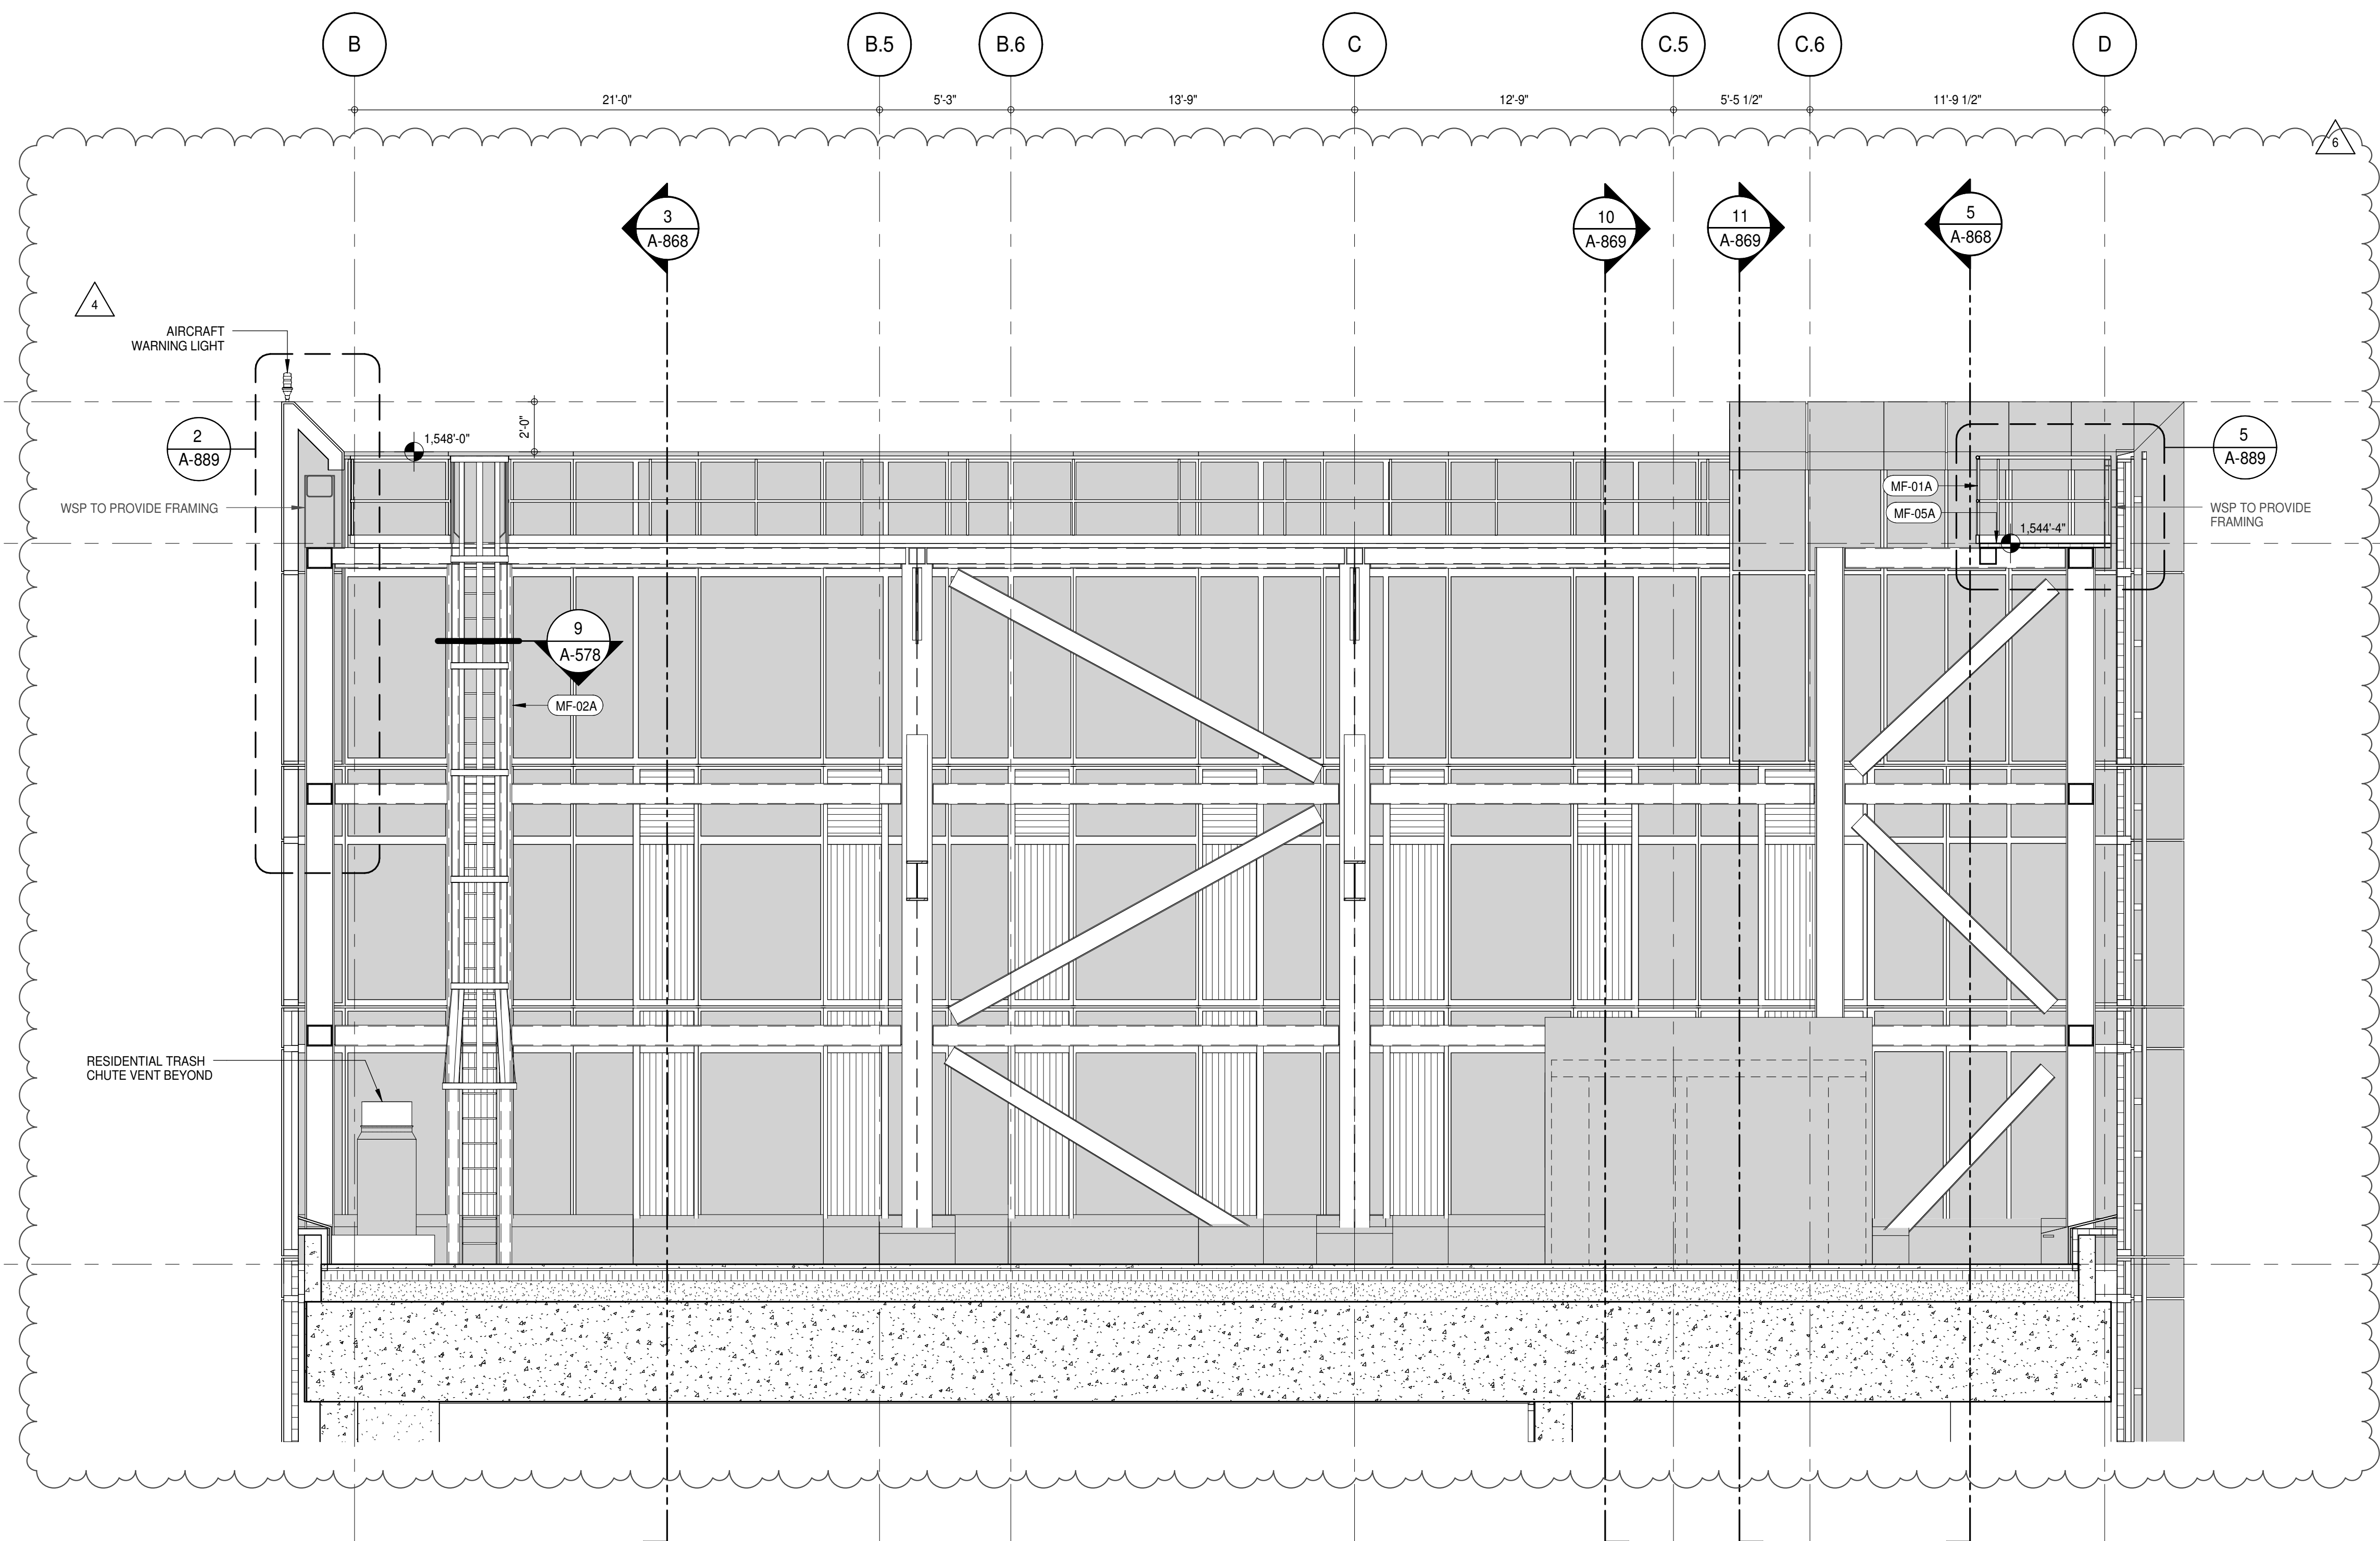 B
B.5
B.6
C
C.5
C.6
D
21'-0"
5'-3"
13'-9"
12'-9"
5'-5 1/2"
11'-9 1/2"
6
3
A-868
10
A-869
11
A-869
5
A-868
4
AIRCRAFT
WARNING LIGHT
2'-0"
1,548'-0"
2
A-889
5
A-889
MF-01A
WSP TO PROVIDE FRAMING
WSP TO PROVIDE
FRAMING
MF-05A
1,544'-4"
9
A-578
MF-02A
RESIDENTIAL TRASH
CHUTE VENT BEYOND